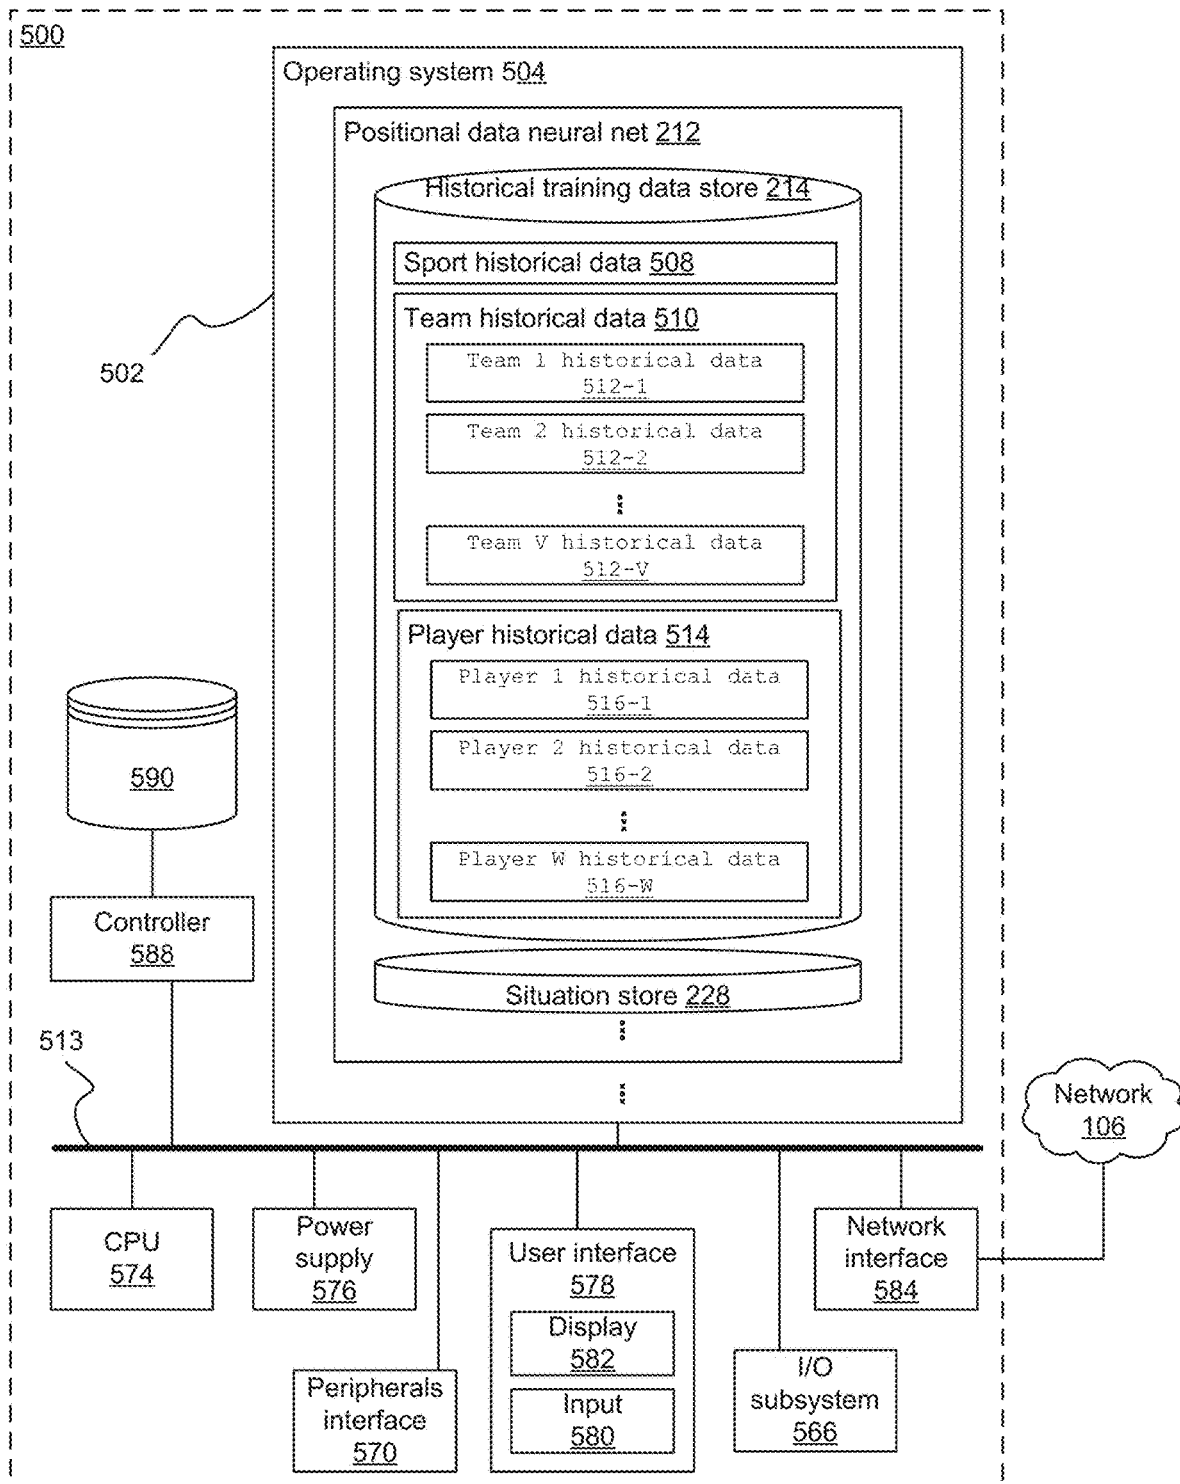 500
Operating system 504
Positional data neural net 212
Historical training data store 214
Sport historical data 508
Team historical data 510
Team 1 historical data
512-1
Team 2 historical data
512-2
Team V historical data
512-V
502
Player historical data 514
Player 1 historical data
516-1
Player 2 historical data
516-2
Player W historical data
516-W
590
Controller
588
Situation store 228
513
Network
106
CPU
574
Power
supply
576
User interface
578
Display
582
Input
580
Network
interface
584
Peripherals
interface
570
I/O
subsystem
566